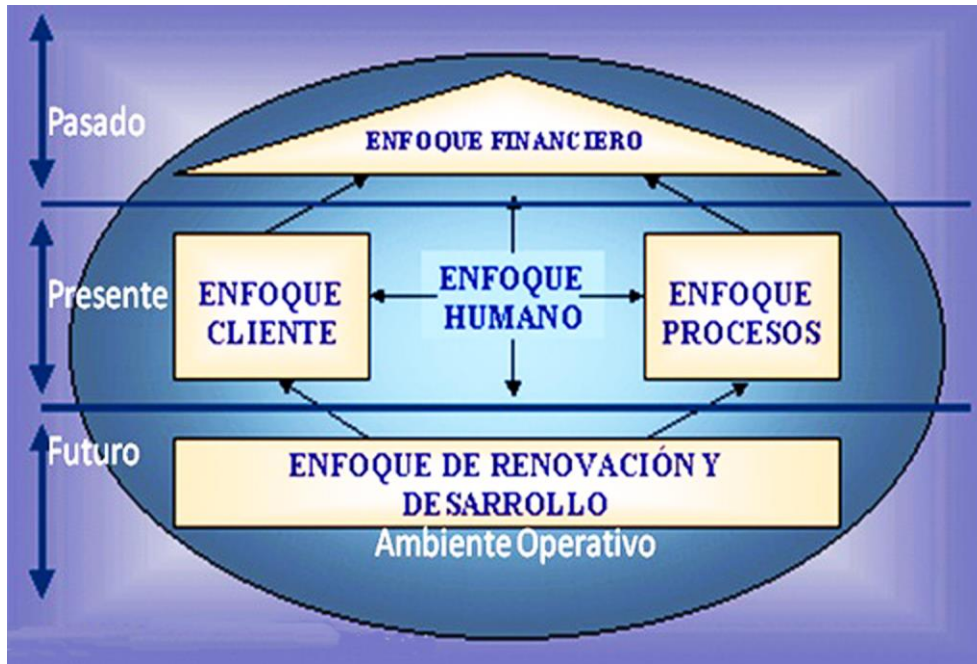 Pasado
ENFOQUE FINANCIERO
Presente
ENFOQUE
CLIENTE
ENFOQUE
HUMANO
ENFOQUE
PROCESOS
Futuro
ENFOQUE DE RENOVACIÓN Y
DESARROLLO
Ambiente Operativo